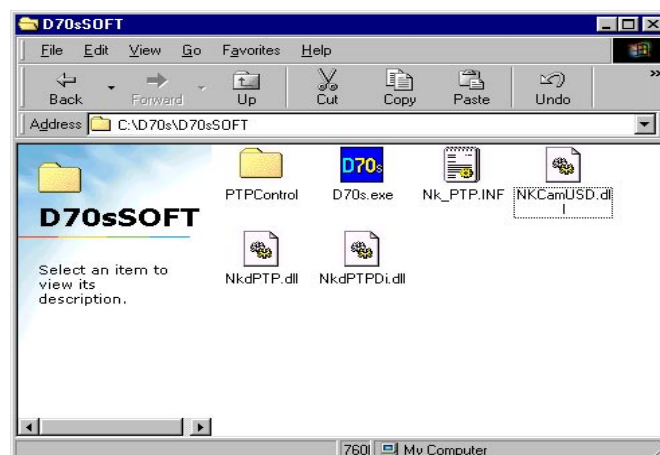 D70sSOFT
File Edit View Go Favorites Help
Back Forward Up Cut Copy Paste Undo »
Address C:\D70s\D70sSOFT
D70sSOFT
Select an item to
view its
description.
PTPControl D70s D70s.exe Nk_PTP.INF NKCamUSD.dl
l
NkdPTP.dll NkdPTPDi.dll
760 My Computer